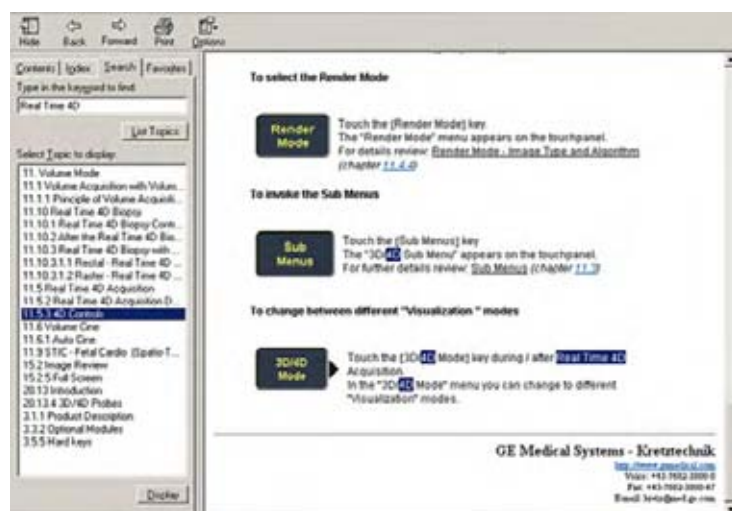 Hide Back Forward Print Options
Contents Index Search Favorites
Type in the keyword to find:
Real Time 4D
List Topics
Select Topic to display:
11. Volume Mode
11.1 Volume Acquisition with Volum...
11.1.1 Principle of Volume Acquisiti...
11.10 Real Time 4D Biopsy
11.10.1 Real Time 4D Biopsy Contr...
11.10.2 After the Real Time 4D Bio...
11.10.3 Real Time 4D Biopsy with ...
11.10.3.1.1 Rectal - Real Time 4D ...
11.10.3.1.2 Raster - Real Time 4D ...
11.5 Real Time 4D Acquisition
11.5.2 Real Time 4D Acquisition D...
11.5.3 4D Controls
11.6 Volume Cine
11.6.1 Auto Cine
11.9 STIC - Fetal Cardio (Spatio-T...
15.2 Image Review
15.2.5 Full Screen
20.13 Introduction
20.13.4 3D/4D Probes
3.1.1 Product Description
3.3.2 Optional Modules
3.5.5 Hard keys
Display
To select the Render Mode
Render
Mode
Touch the [Render Mode] key.
The "Render Mode" menu appears on the touchpanel.
For details review: Render Mode - Image Type and Algorithm
(chapter 11.4.4)
To invoke the Sub Menus
Sub
Menus
Touch the [Sub Menus] key
The "3D/4D Sub Menu" appears on the touchpanel.
For further details review: Sub Menus (chapter 11.3)
To change between different "Visualization " modes
3D/4D
Mode
Touch the [3D/4D Mode] key during / after Real Time 4D
Acquisition.
In the "3D/4D Mode" menu you can change to different
"Visualization" modes.
GE Medical Systems - Kretztechnik